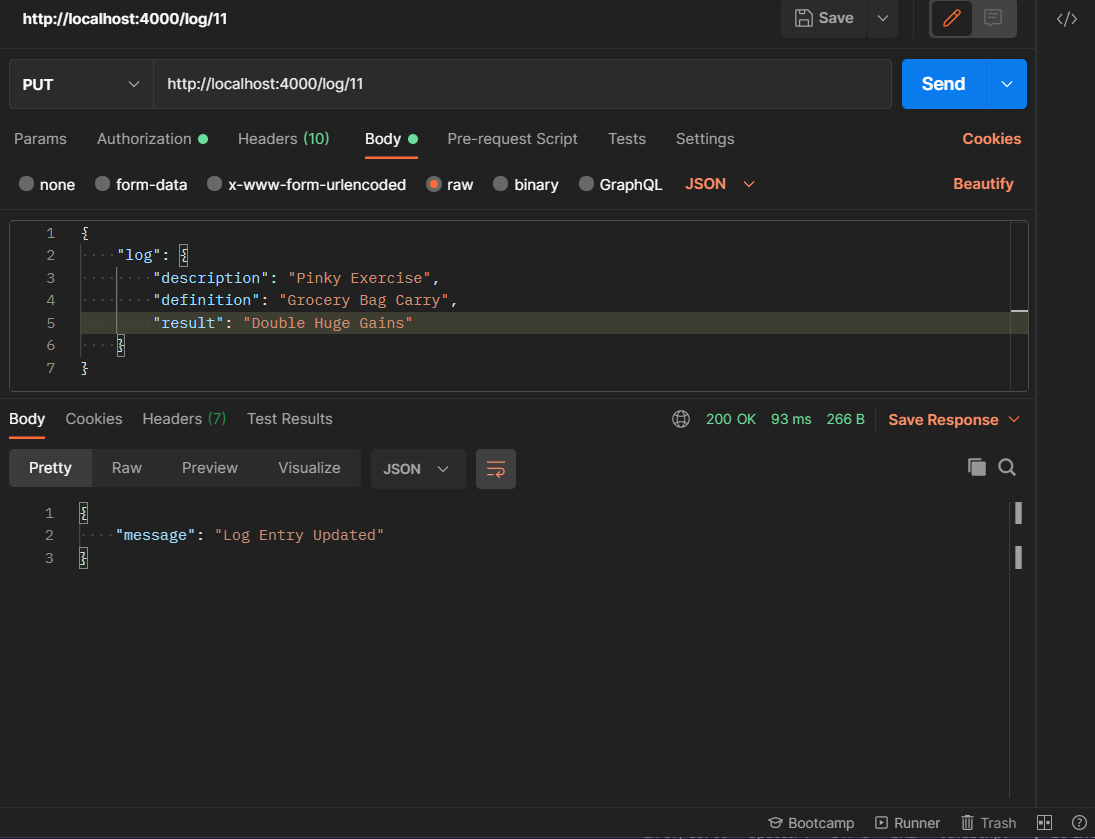 http://localhost:4000/log/11
Save
PUT
http://localhost:4000/log/11
Send
Params Authorization Headers (10) Body Pre-request Script Tests Settings Cookies
none form-data x-www-form-urlencoded raw binary GraphQL JSON Beautify
1 {
2 "log": {
3 "description": "Pinky Exercise",
4 "definition": "Grocery Bag Carry",
5 "result": "Double Huge Gains"
6 }
7 }
Body Cookies Headers (7) Test Results 200 OK 93 ms 266 B Save Response
Pretty Raw Preview Visualize JSON
1 {
2 "message": "Log Entry Updated"
3 }
Bootcamp Runner Trash